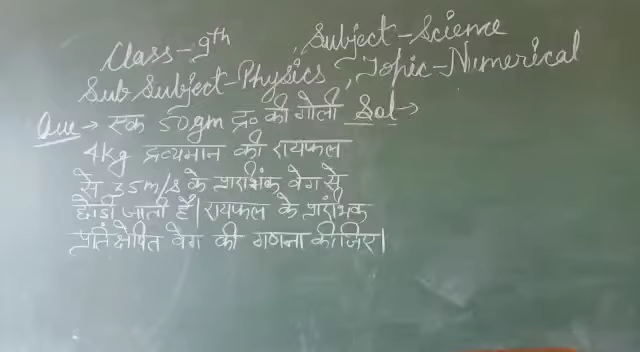 Class-9th, Subject-Science
Sub Subject-Physics, Topic-Numerical
Que → एक 50gm द्र० की गोली Sol →
4kg द्रव्यमान की रायफल
से 35m/s के प्रारंभिक वेग से
छोड़ी जाती है। रायफल के प्रारंभिक
प्रतिक्षेपित वेग की गणना कीजिए।